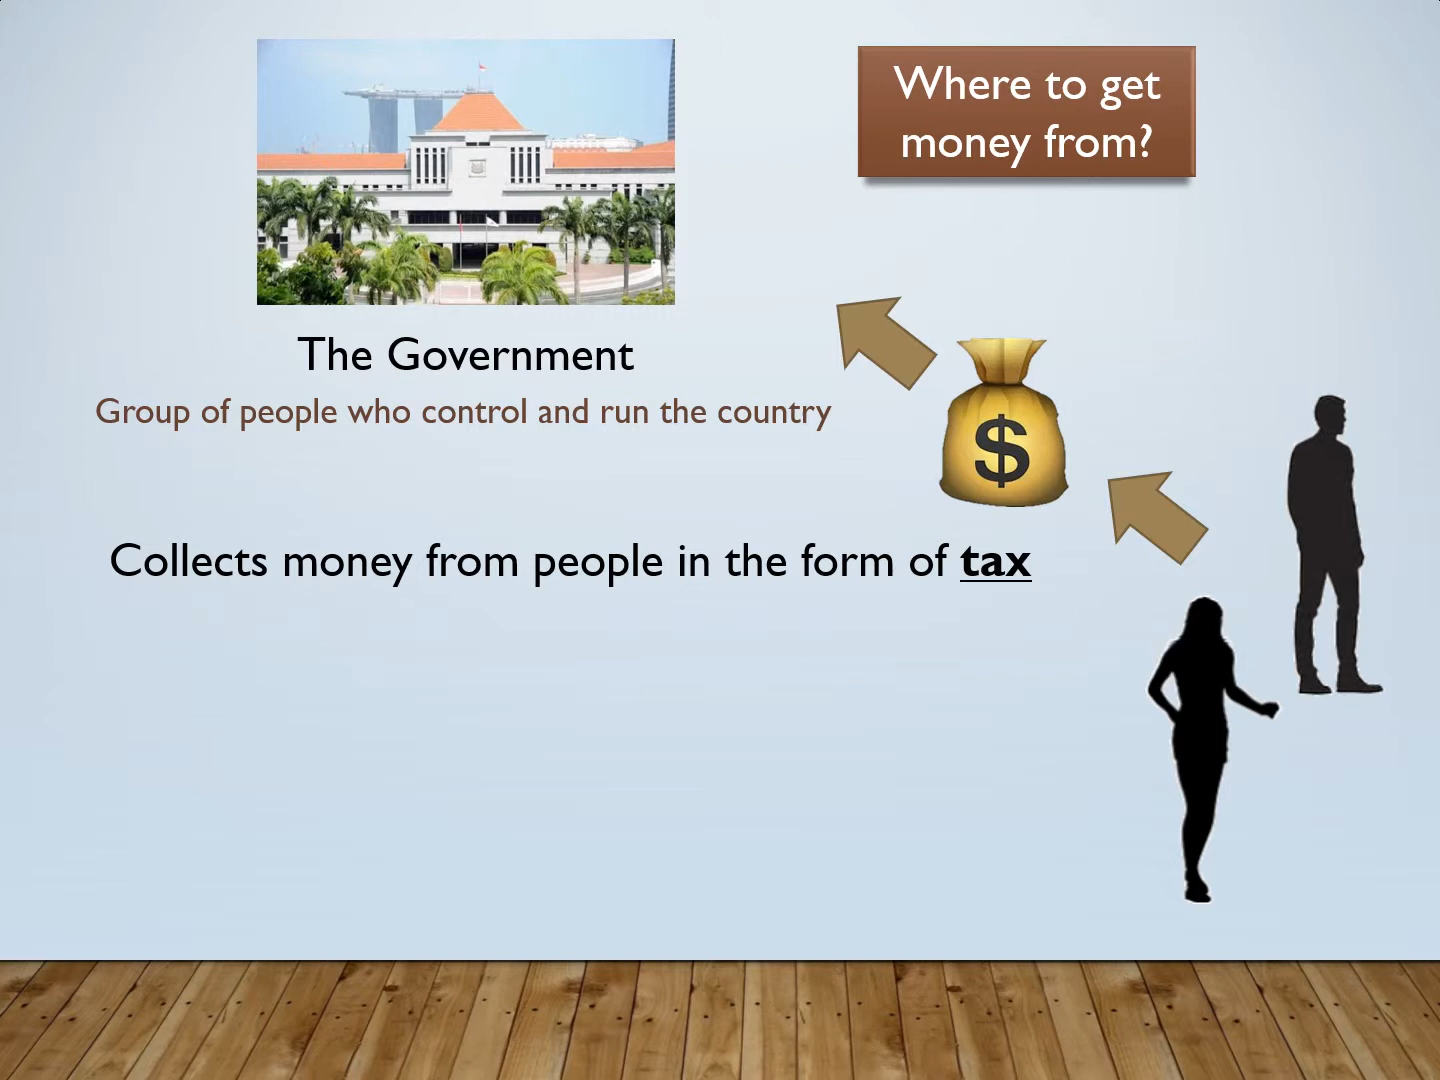 Where to get
money from?
The Government
Group of people who control and run the country
$
Collects money from people in the form of tax